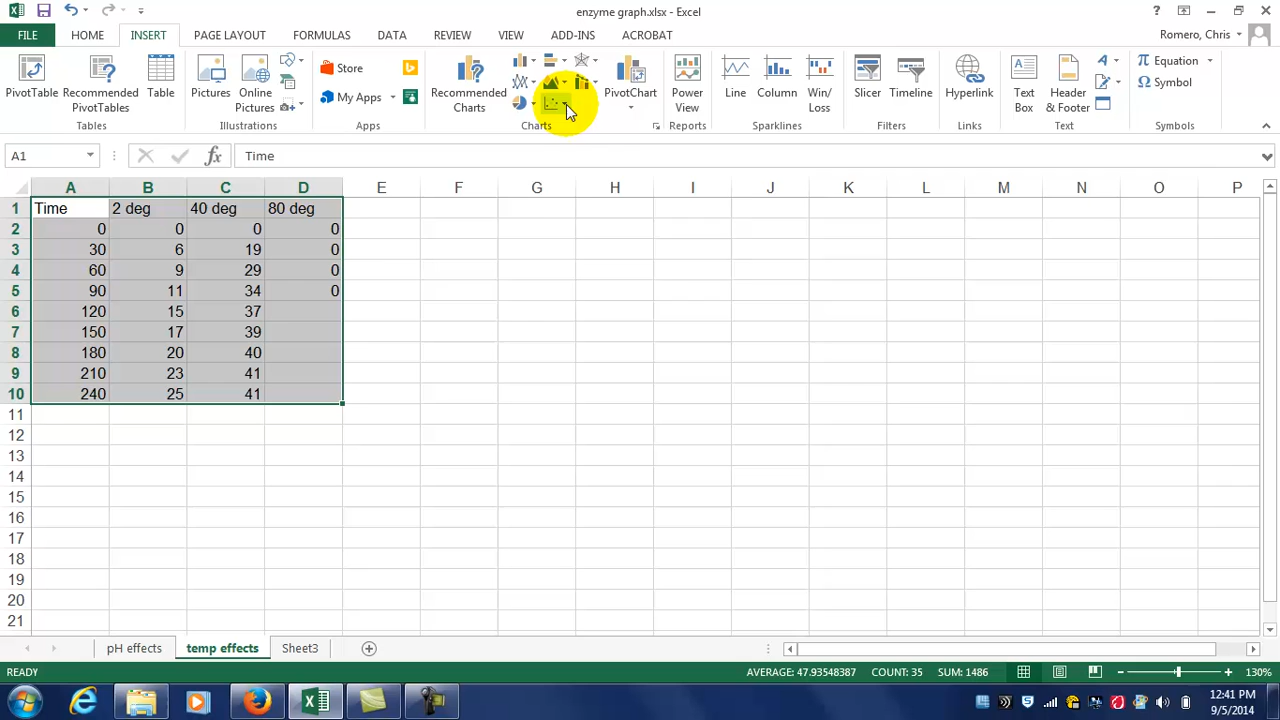 enzyme graph.xlsx - Excel
?
FILE HOME INSERT PAGE LAYOUT FORMULAS DATA REVIEW VIEW ADD-INS ACROBAT Romero, Chris
PivotTable Recommended PivotTables Table Pictures Online Pictures Store My Apps Recommended Charts PivotChart Power View Line Column Win/Loss Slicer Timeline Hyperlink Text Box Header & Footer Equation Symbol
Tables Illustrations Apps Charts Reports Sparklines Filters Links Text Symbols
A1 fx Time
A B C D E F G H I J K L M N O P
1 Time 2 deg 40 deg 80 deg
2 0 0 0 0
3 30 6 19 0
4 60 9 29 0
5 90 11 34 0
6 120 15 37
7 150 17 39
8 180 20 40
9 210 23 41
10 240 25 41
11
12
13
14
15
16
17
18
19
20
21
pH effects temp effects Sheet3
READY AVERAGE: 47.93548387 COUNT: 35 SUM: 1486 130%
12:41 PM
9/5/2014